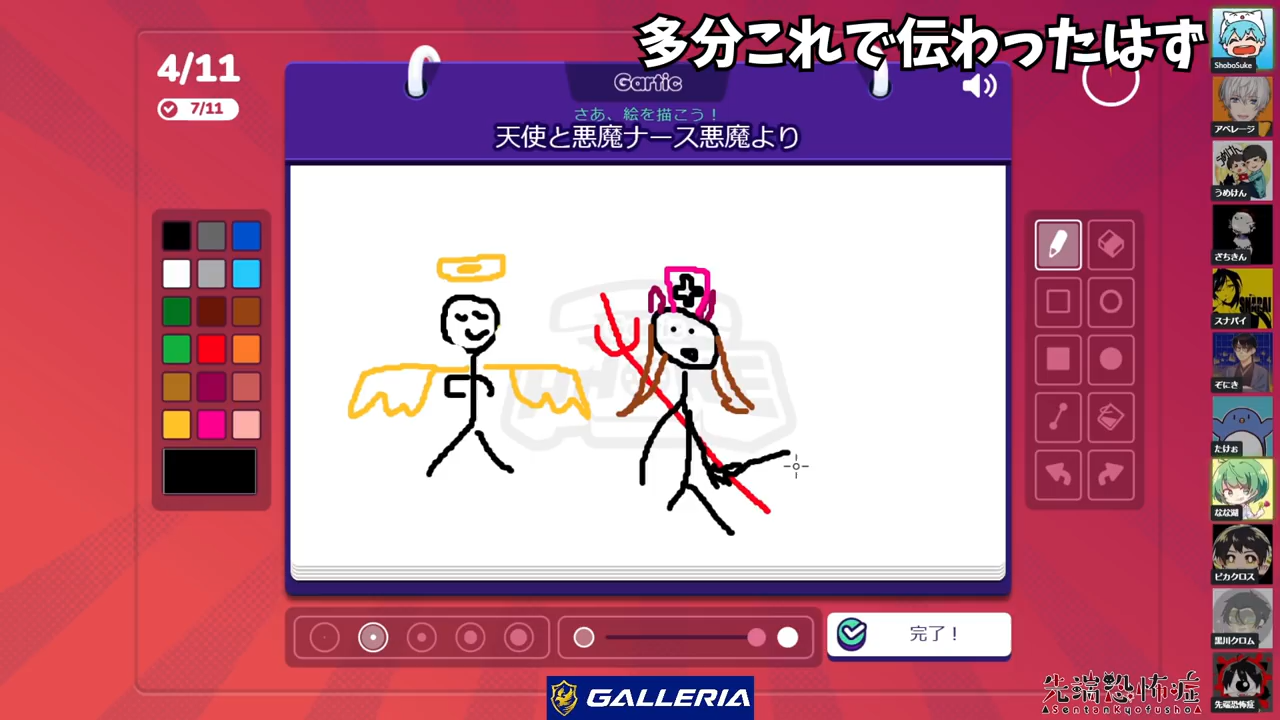 多分これで伝わったはず
4/11
7/11
Gartic
さあ、絵を描こう！
天使と悪魔ナース悪魔より
完了！
GALLERIA
ShoboSuke
アベレージ
うめけん
さちきん
スナバイ
ぞにき
たけぉ
なな湖
ピカクロス
黒川クロム
先端恐怖症
先端恐怖症
SentanKyofusho